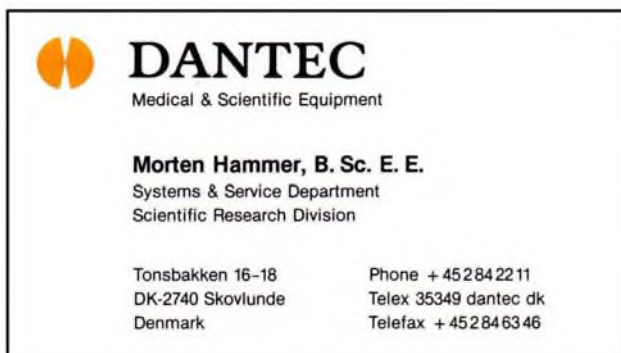 DANTEC
Medical & Scientific Equipment
Morten Hammer, B. Sc. E. E.
Systems & Service Department
Scientific Research Division
Tonsbakken 16-18
DK-2740 Skovlunde
Denmark
Phone + 45 2 84 22 11
Telex 35349 dantec dk
Telefax + 45 2 84 63 46